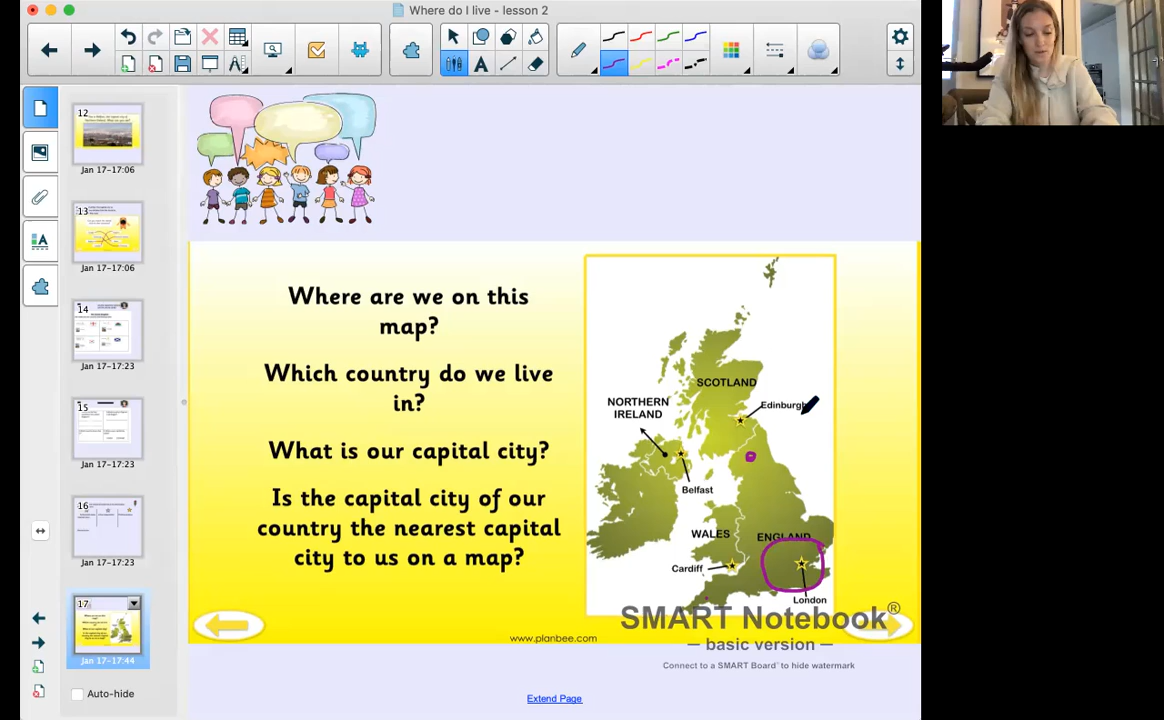 Where do I live - lesson 2
12
Jan 17-17:06
13
Jan 17-17:06
14
Jan 17-17:23
15
Jan 17-17:23
16
Jan 17-17:23
17
Jan 17-17:44
Auto-hide
Where are we on this
map?
Which country do we live
in?
What is our capital city?
Is the capital city of our
country the nearest capital
city to us on a map?
SCOTLAND
Edinburgh
NORTHERN
IRELAND
Belfast
WALES
ENGLAND
Cardiff
London
www.planbee.com
SMART Notebook®
— basic version —
Connect to a SMART Board™ to hide watermark
Extend Page